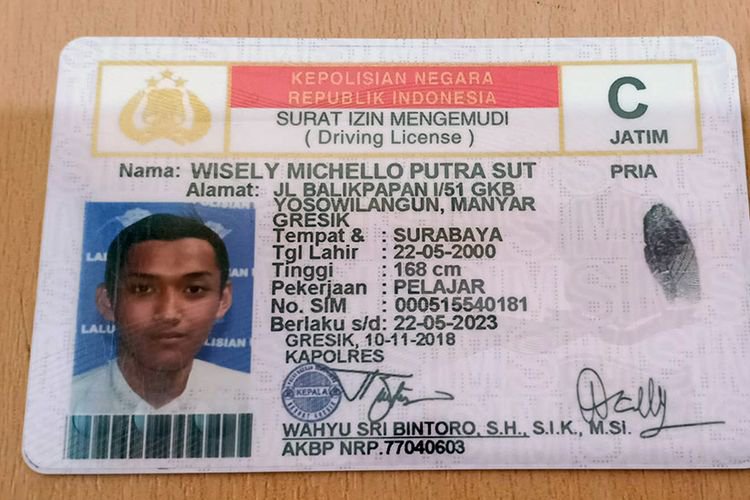 KEPOLISIAN NEGARA
REPUBLIK INDONESIA
SURAT IZIN MENGEMUDI
( Driving License )
C
JATIM
Nama: WISELY MICHELLO PUTRA SUT PRIA
Alamat: JL BALIKPAPAN I/51 GKB
YOSOWILANGUN, MANYAR
GRESIK
Tempat & : SURABAYA
Tgl Lahir : 22-05-2000
Tinggi : 168 cm
Pekerjaan : PELAJAR
No. SIM : 000515540181
Berlaku s/d: 22-05-2023
GRESIK, 10-11-2018
KAPOLRES
KEPALA
WAHYU SRI BINTORO, S.H., S.I.K., M.Si.
AKBP NRP.77040603